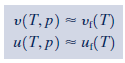 v(T, p) ≈ v_f(T)
u(T, p) ≈ u_f(T)